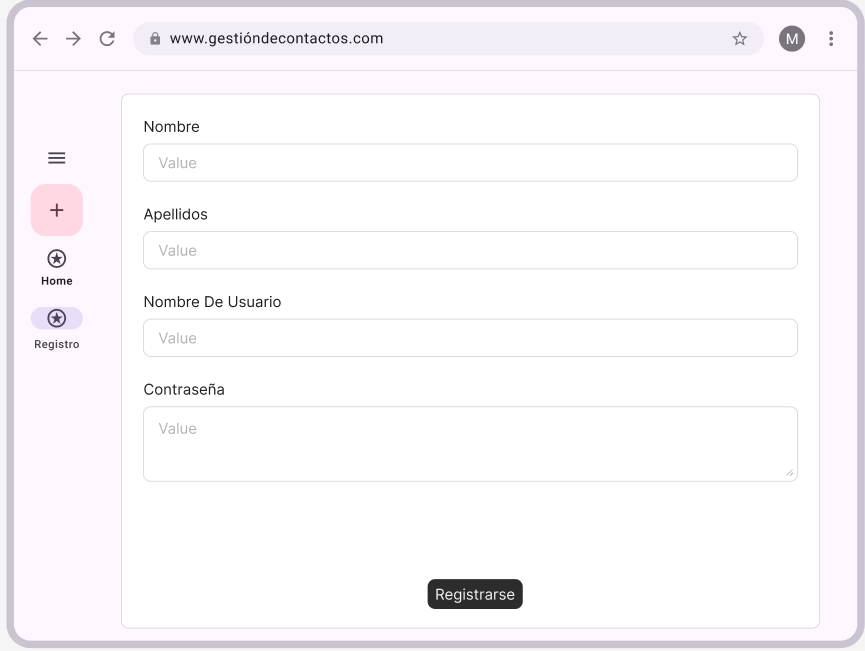 www.gestióndecontactos.com
M
Home
Registro
Nombre
Value
Apellidos
Value
Nombre De Usuario
Value
Contraseña
Value
Registrarse